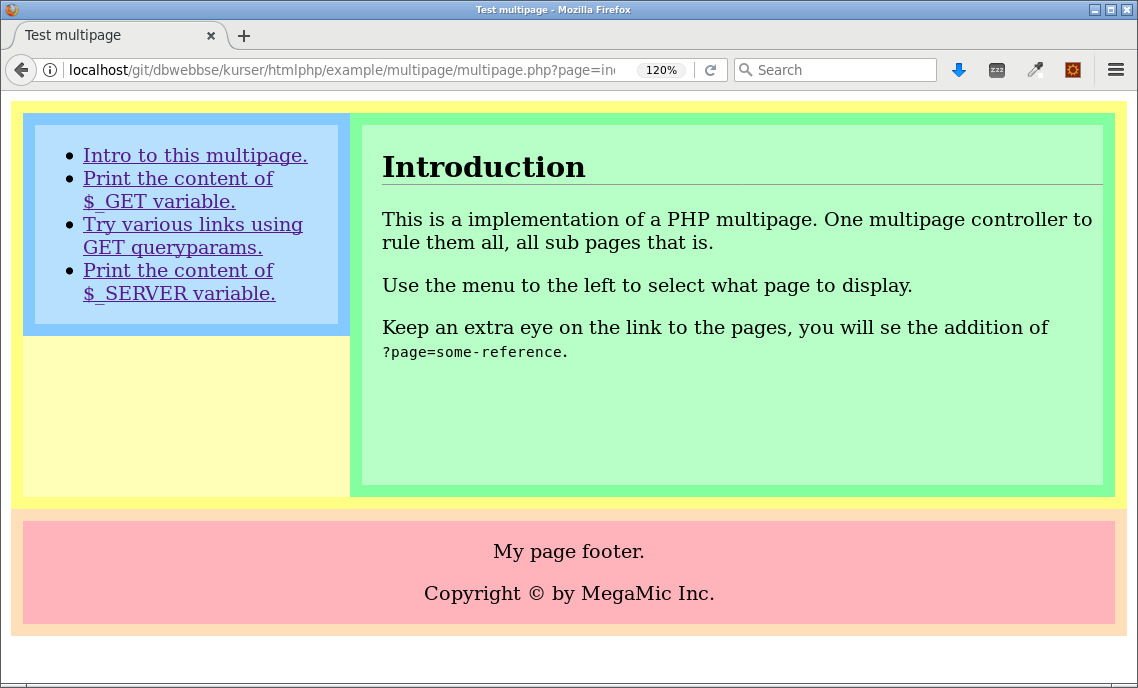 Test multipage - Mozilla Firefox
Test multipage
localhost/git/dbwebbse/kurser/htmlphp/example/multipage/multipage.php?page=in
120%
Search
zzz
Intro to this multipage.
Print the content of
$_GET variable.
Try various links using
GET queryparams.
Print the content of
$_SERVER variable.
Introduction
This is a implementation of a PHP multipage. One multipage controller to
rule them all, all sub pages that is.
Use the menu to the left to select what page to display.
Keep an extra eye on the link to the pages, you will se the addition of
?page=some-reference.
My page footer.
Copyright © by MegaMic Inc.